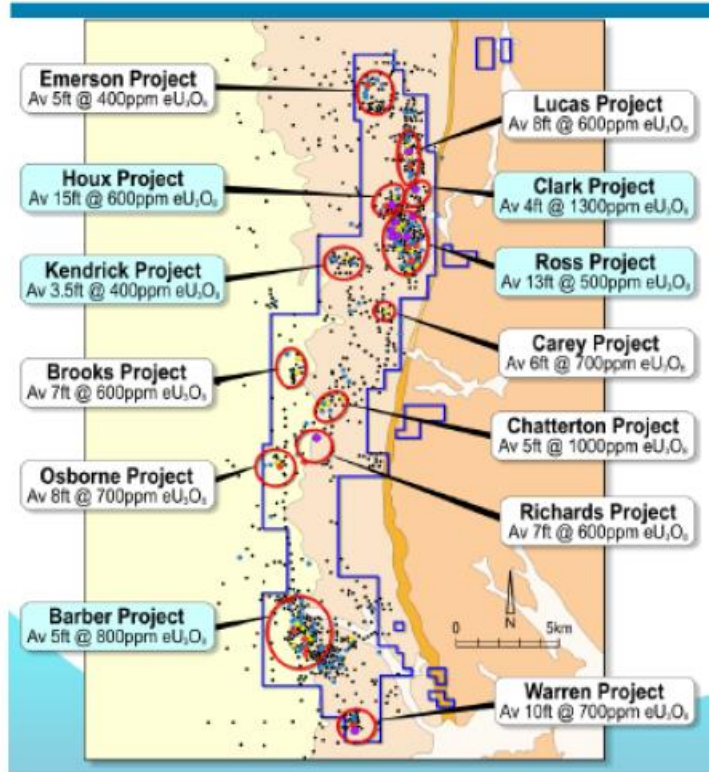 Emerson Project
Av 5ft @ 400ppm eU₃O₈
Lucas Project
Av 8ft @ 600ppm eU₃O₈
Houx Project
Av 15ft @ 600ppm eU₃O₈
Clark Project
Av 4ft @ 1300ppm eU₃O₈
Kendrick Project
Av 3.5ft @ 400ppm eU₃O₈
Ross Project
Av 13ft @ 500ppm eU₃O₈
Carey Project
Av 6ft @ 700ppm eU₃O₈
Brooks Project
Av 7ft @ 600ppm eU₃O₈
Chatterton Project
Av 5ft @ 1000ppm eU₃O₈
Osborne Project
Av 8ft @ 700ppm eU₃O₈
Richards Project
Av 7ft @ 600ppm eU₃O₈
Barber Project
Av 5ft @ 800ppm eU₃O₈
N
0 5km
Warren Project
Av 10ft @ 700ppm eU₃O₈